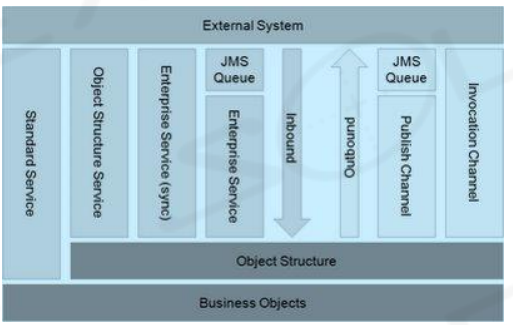 External System
Standard Service
Object Structure Service
Enterprise Service (sync)
JMS
Queue
Enterprise Service
Inbound
Outbound
JMS
Queue
Publish Channel
Invocation Channel
Object Structure
Business Objects